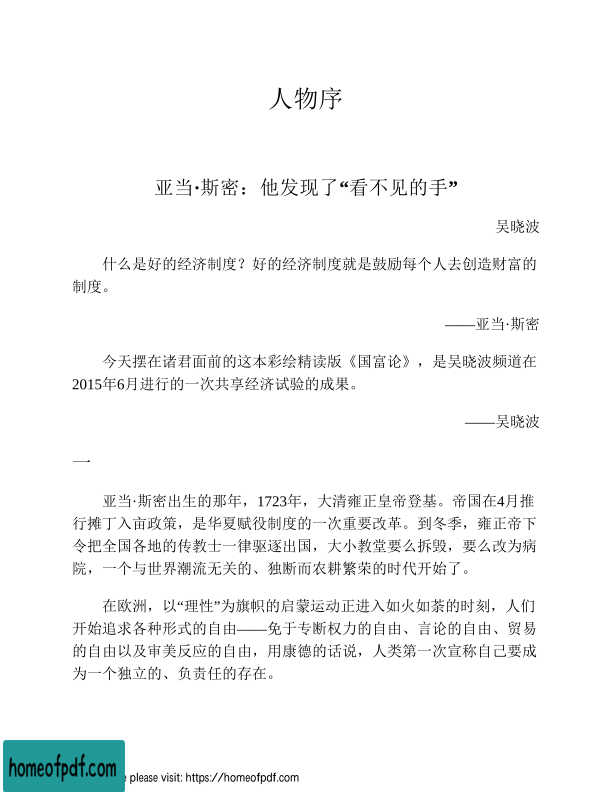 人物序
亚当·斯密：他发现了“看不见的手”
吴晓波
什么是好的经济制度？好的经济制度就是鼓励每个人去创造财富的
制度。
——亚当·斯密
今天摆在诸君面前的这本彩绘精读版《国富论》，是吴晓波频道在
2015年6月进行的一次共享经济试验的成果。
——吴晓波
一
亚当·斯密出生的那年，1723年，大清雍正皇帝登基。帝国在4月推
行摊丁入亩政策，是华夏赋役制度的一次重要改革。到冬季，雍正帝下
令把全国各地的传教士一律驱逐出国，大小教堂要么拆毁，要么改为病
院，一个与世界潮流无关的、独断而农耕繁荣的时代开始了。
在欧洲，以“理性”为旗帜的启蒙运动正进入如火如荼的时刻，人们
开始追求各种形式的自由——免于专断权力的自由、言论的自由、贸易
的自由以及审美反应的自由，用康德的话说，人类第一次宣称自己要成
为一个独立的、负责任的存在。
homeofpdf.com
e please visit: https://homeofpdf.com